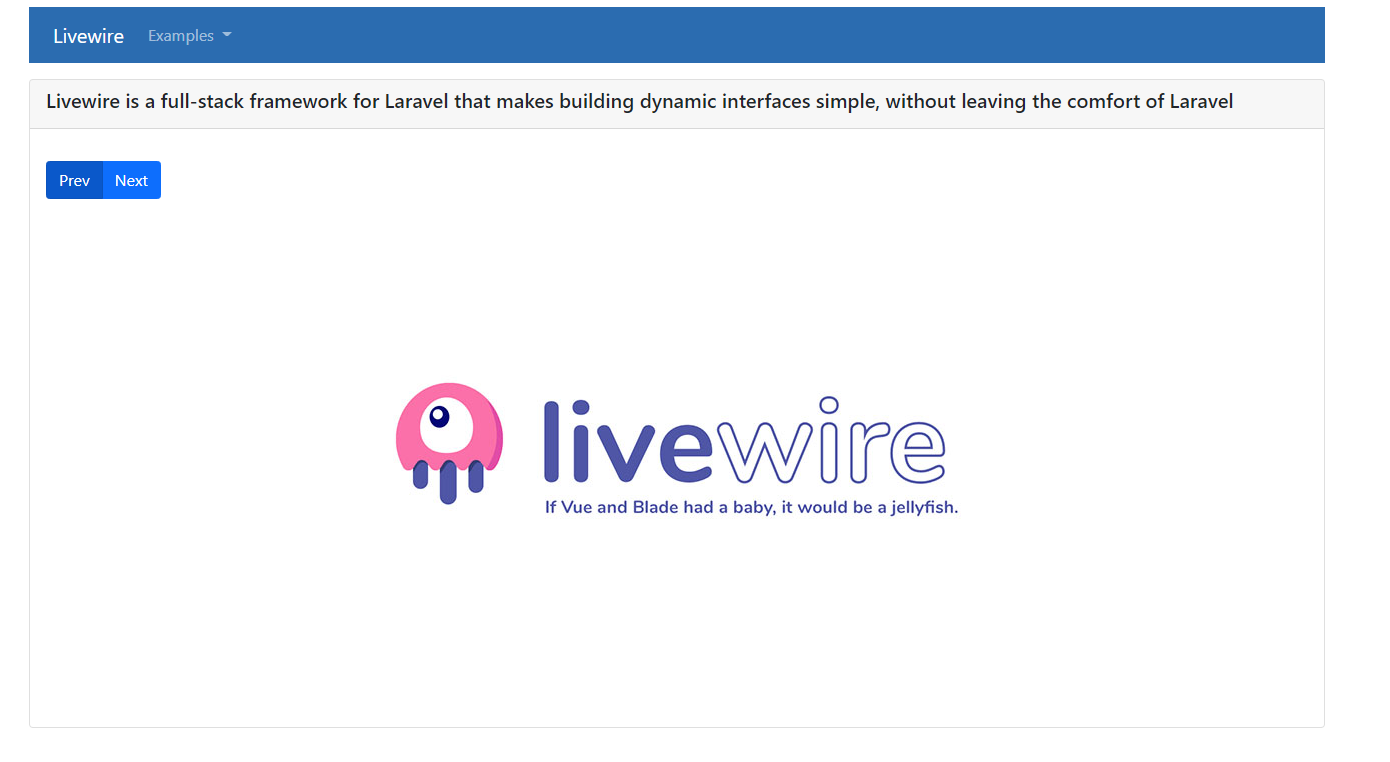 Livewire Examples
Livewire is a full-stack framework for Laravel that makes building dynamic interfaces simple, without leaving the comfort of Laravel
Prev Next
livewire
If Vue and Blade had a baby, it would be a jellyfish.